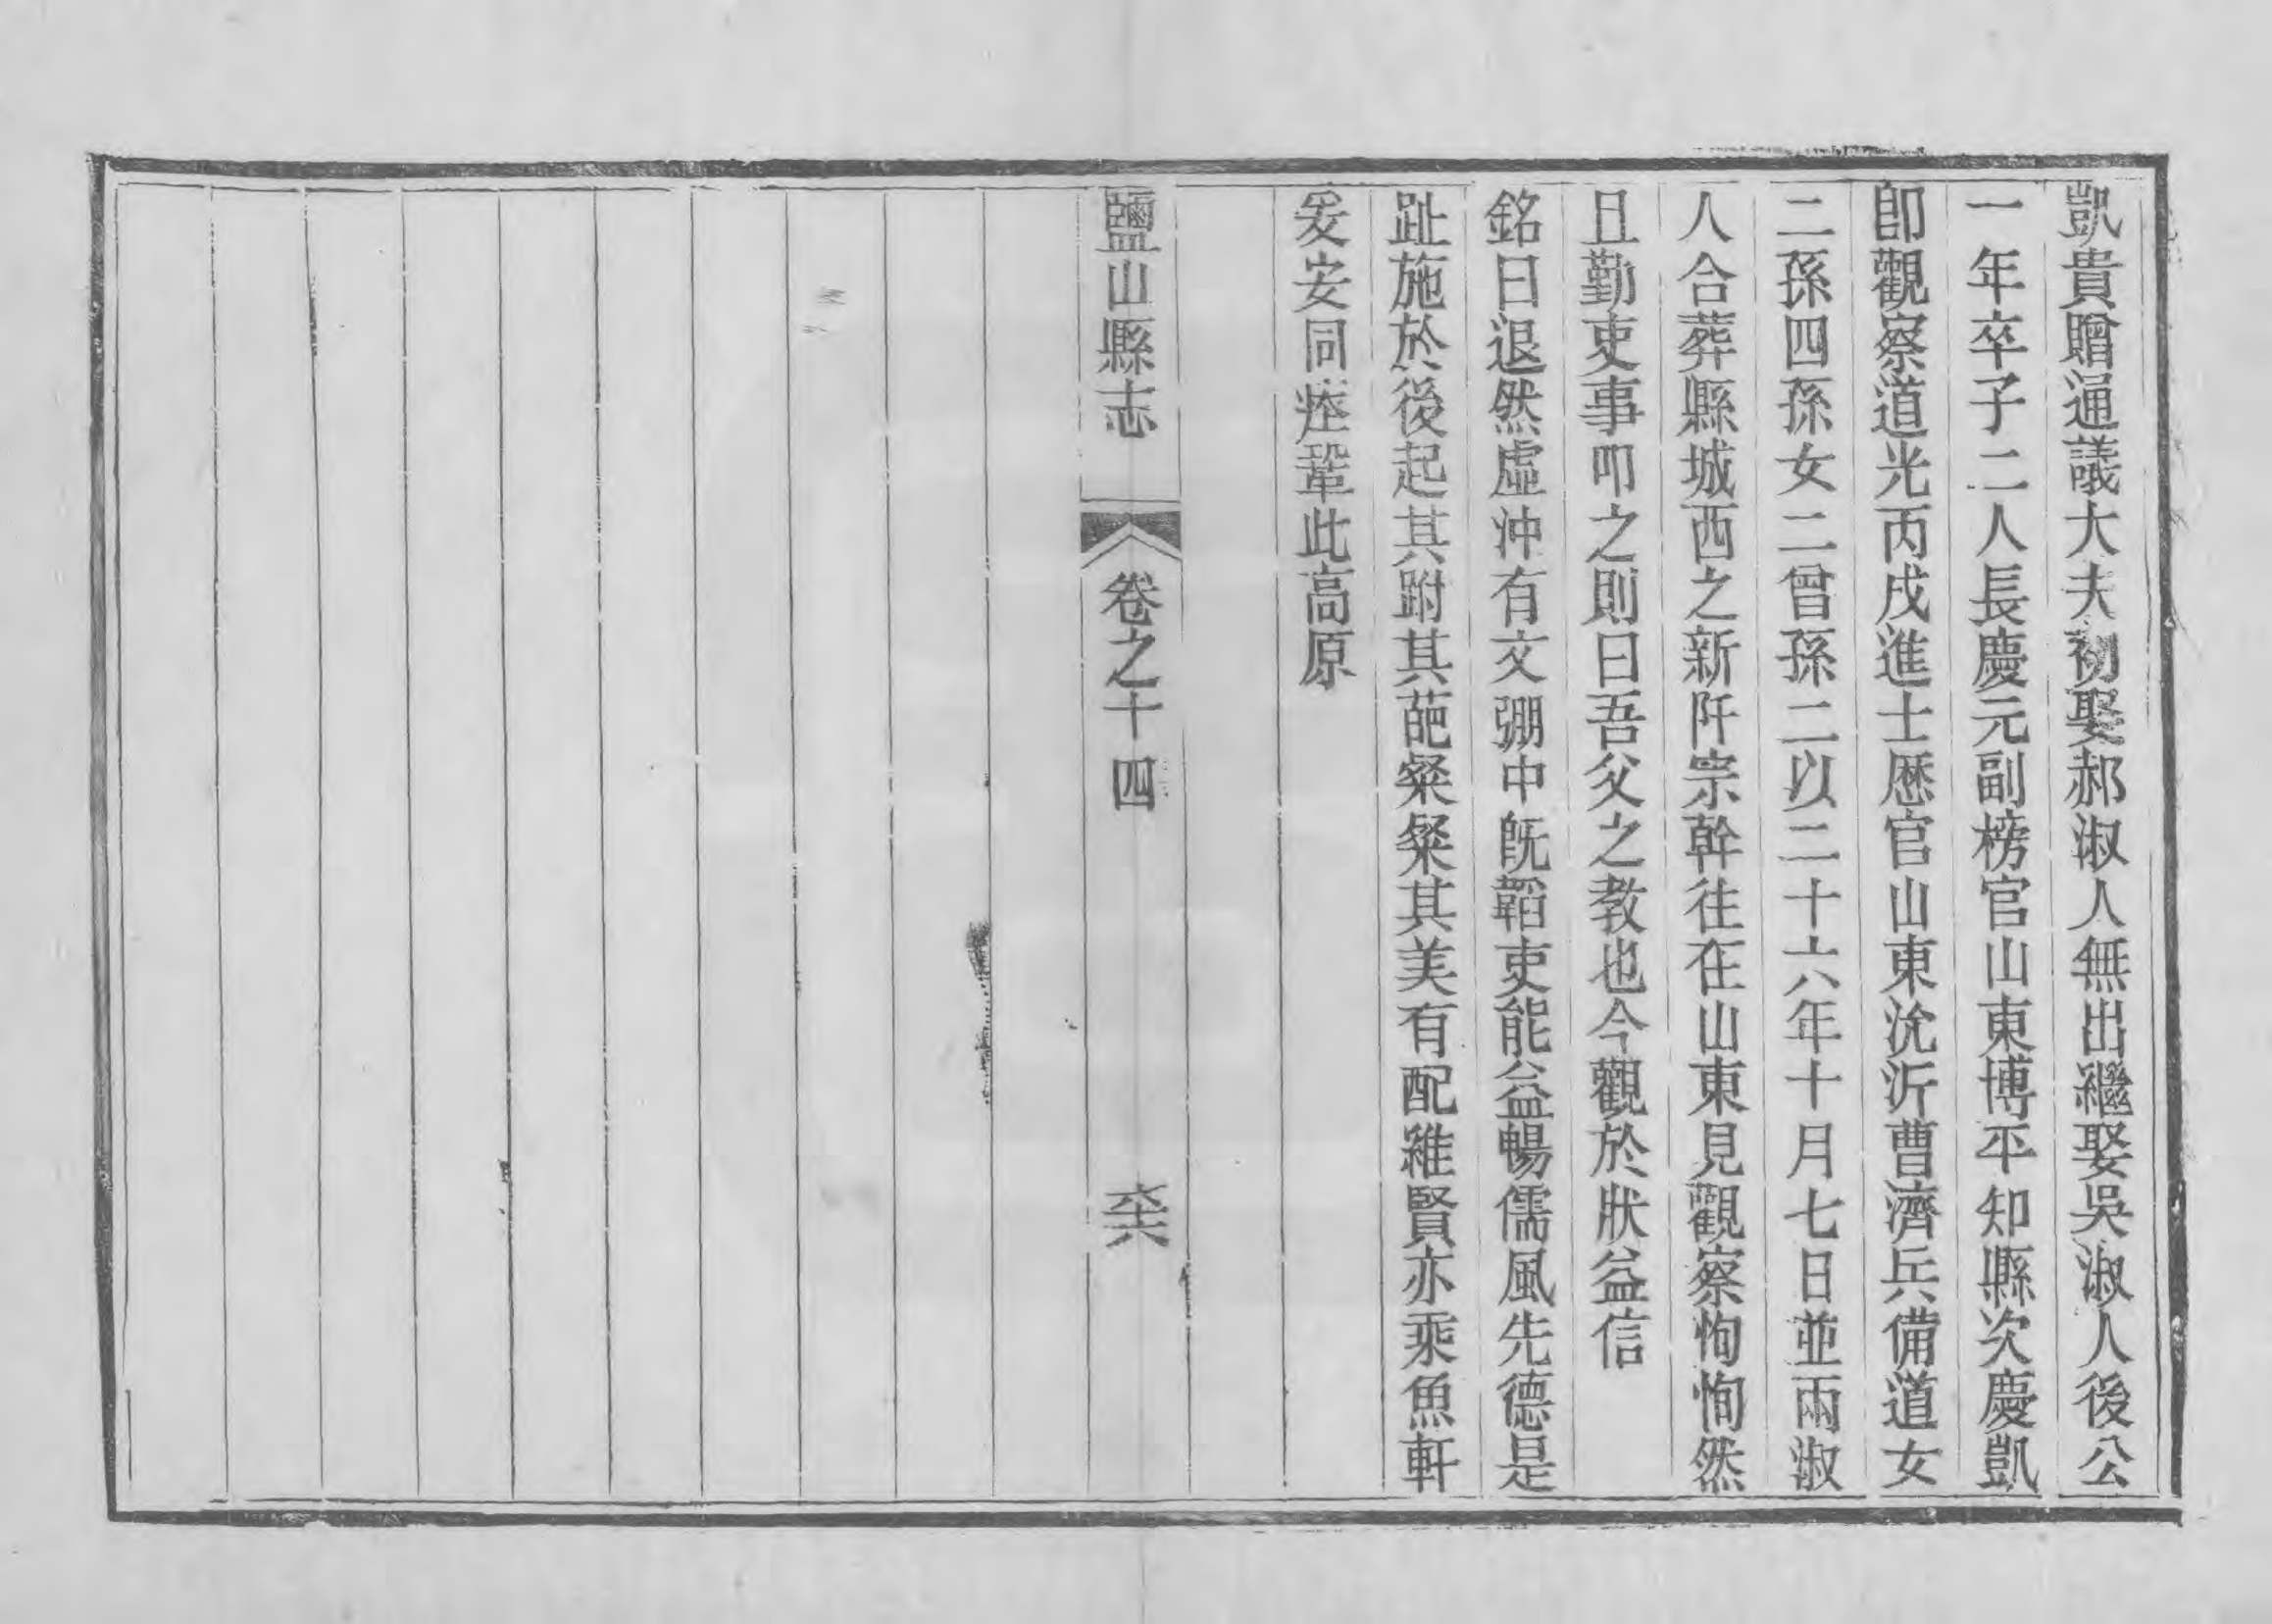 凱貴贈通議大夫初娶郝淑人無出繼娶吳淑人後公
一年卒子二人長慶元副榜官山東博平知縣次慶凱
卽觀察道光丙戌進士歷官山東沇沂曹濟兵備道女
二孫四孫女二曾孫二以二十六年十月七日並兩淑
人合葬縣城西之新阡宗幹往在山東見觀察恂恂然
且勤吏事叩之則曰吾父之教也今觀於狀益信
銘曰退然虛沖有文弸中旣韜吏能益暢儒風先德是
趾施於後起其跗其葩粲粲其美有配維賢亦乘魚軒
爰安同窆鞏此高原
鹽山縣志
卷之十四